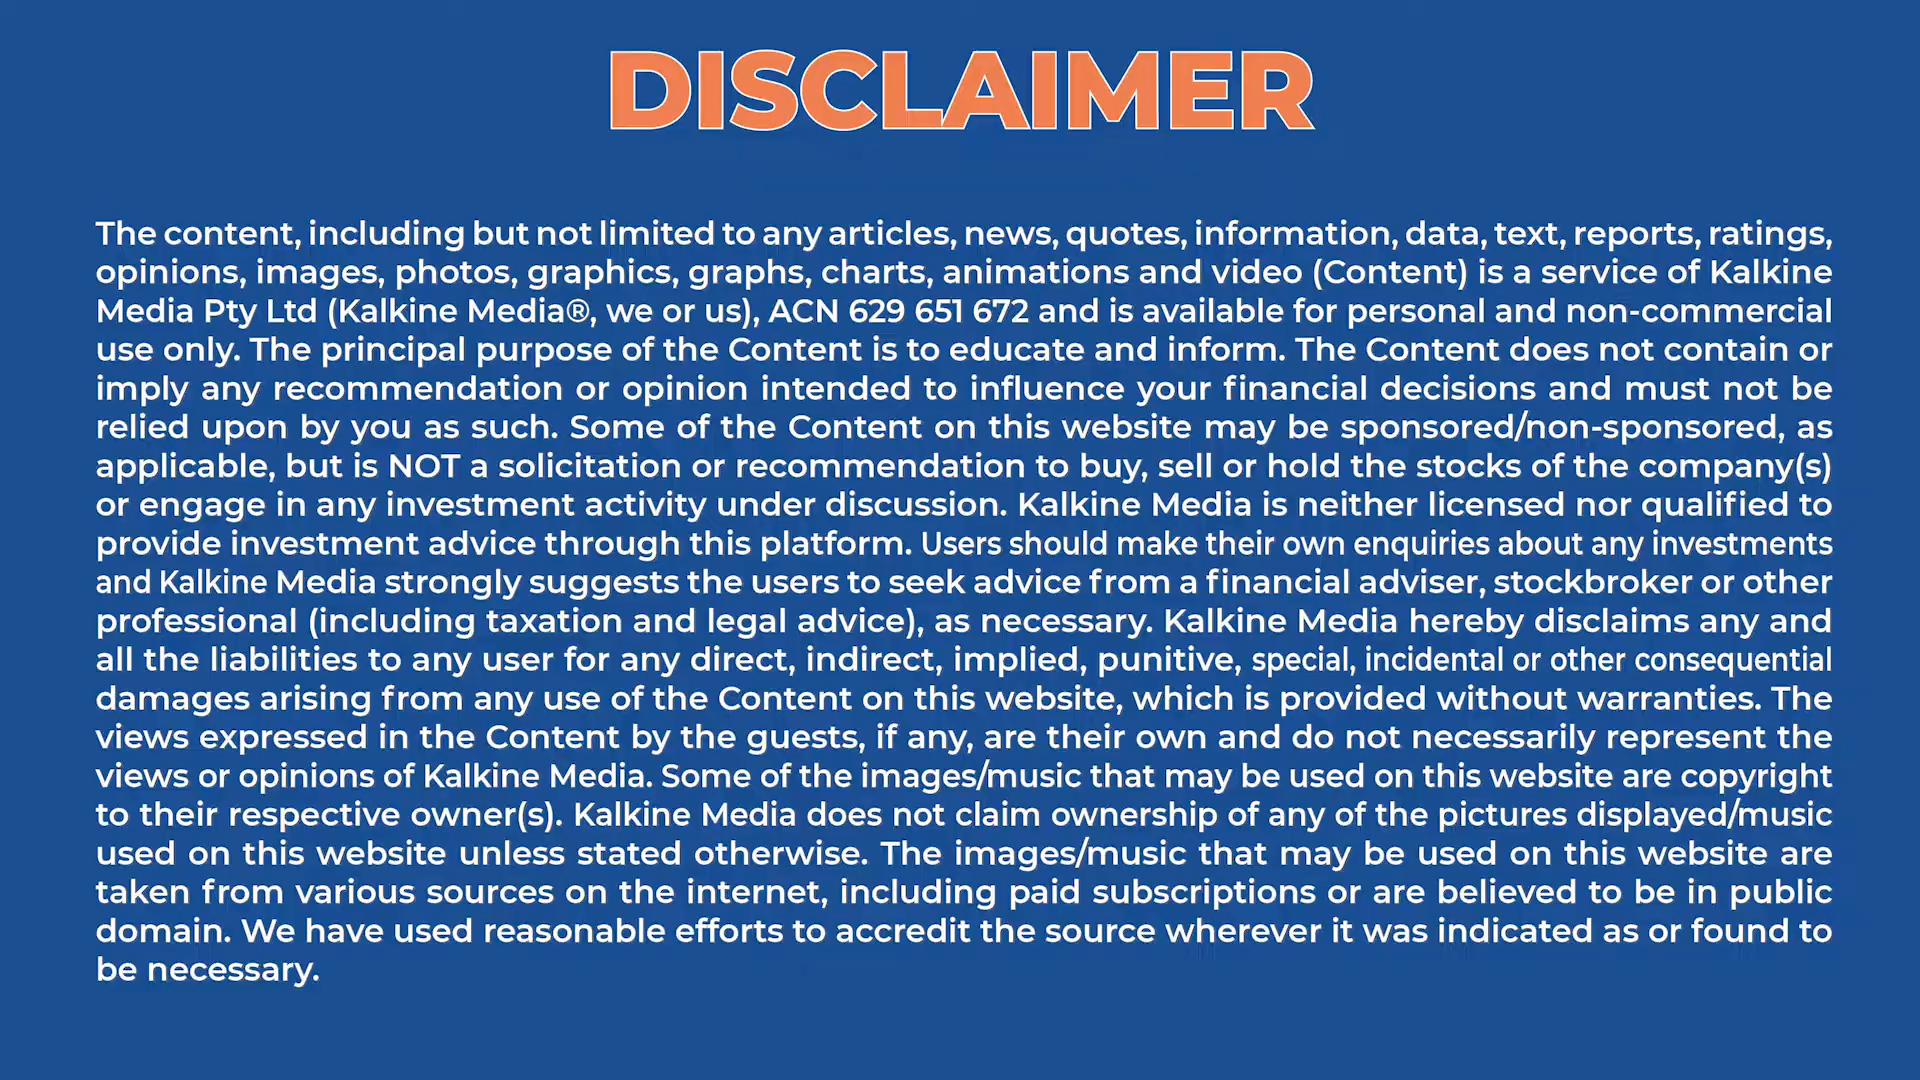 DISCLAIMER
The content, including but not limited to any articles, news, quotes, information, data, text, reports, ratings,
opinions, images, photos, graphics, graphs, charts, animations and video (Content) is a service of Kalkine
Media Pty Ltd (Kalkine Media®, we or us), ACN 629 651 672 and is available for personal and non-commercial
use only. The principal purpose of the Content is to educate and inform. The Content does not contain or
imply any recommendation or opinion intended to influence your financial decisions and must not be
relied upon by you as such. Some of the Content on this website may be sponsored/non-sponsored, as
applicable, but is NOT a solicitation or recommendation to buy, sell or hold the stocks of the company(s)
or engage in any investment activity under discussion. Kalkine Media is neither licensed nor qualified to
provide investment advice through this platform. Users should make their own enquiries about any investments
and Kalkine Media strongly suggests the users to seek advice from a financial adviser, stockbroker or other
professional (including taxation and legal advice), as necessary. Kalkine Media hereby disclaims any and
all the liabilities to any user for any direct, indirect, implied, punitive, special, incidental or other consequential
damages arising from any use of the Content on this website, which is provided without warranties. The
views expressed in the Content by the guests, if any, are their own and do not necessarily represent the
views or opinions of Kalkine Media. Some of the images/music that may be used on this website are copyright
to their respective owner(s). Kalkine Media does not claim ownership of any of the pictures displayed/music
used on this website unless stated otherwise. The images/music that may be used on this website are
taken from various sources on the internet, including paid subscriptions or are believed to be in public
domain. We have used reasonable efforts to accredit the source wherever it was indicated as or found to
be necessary.